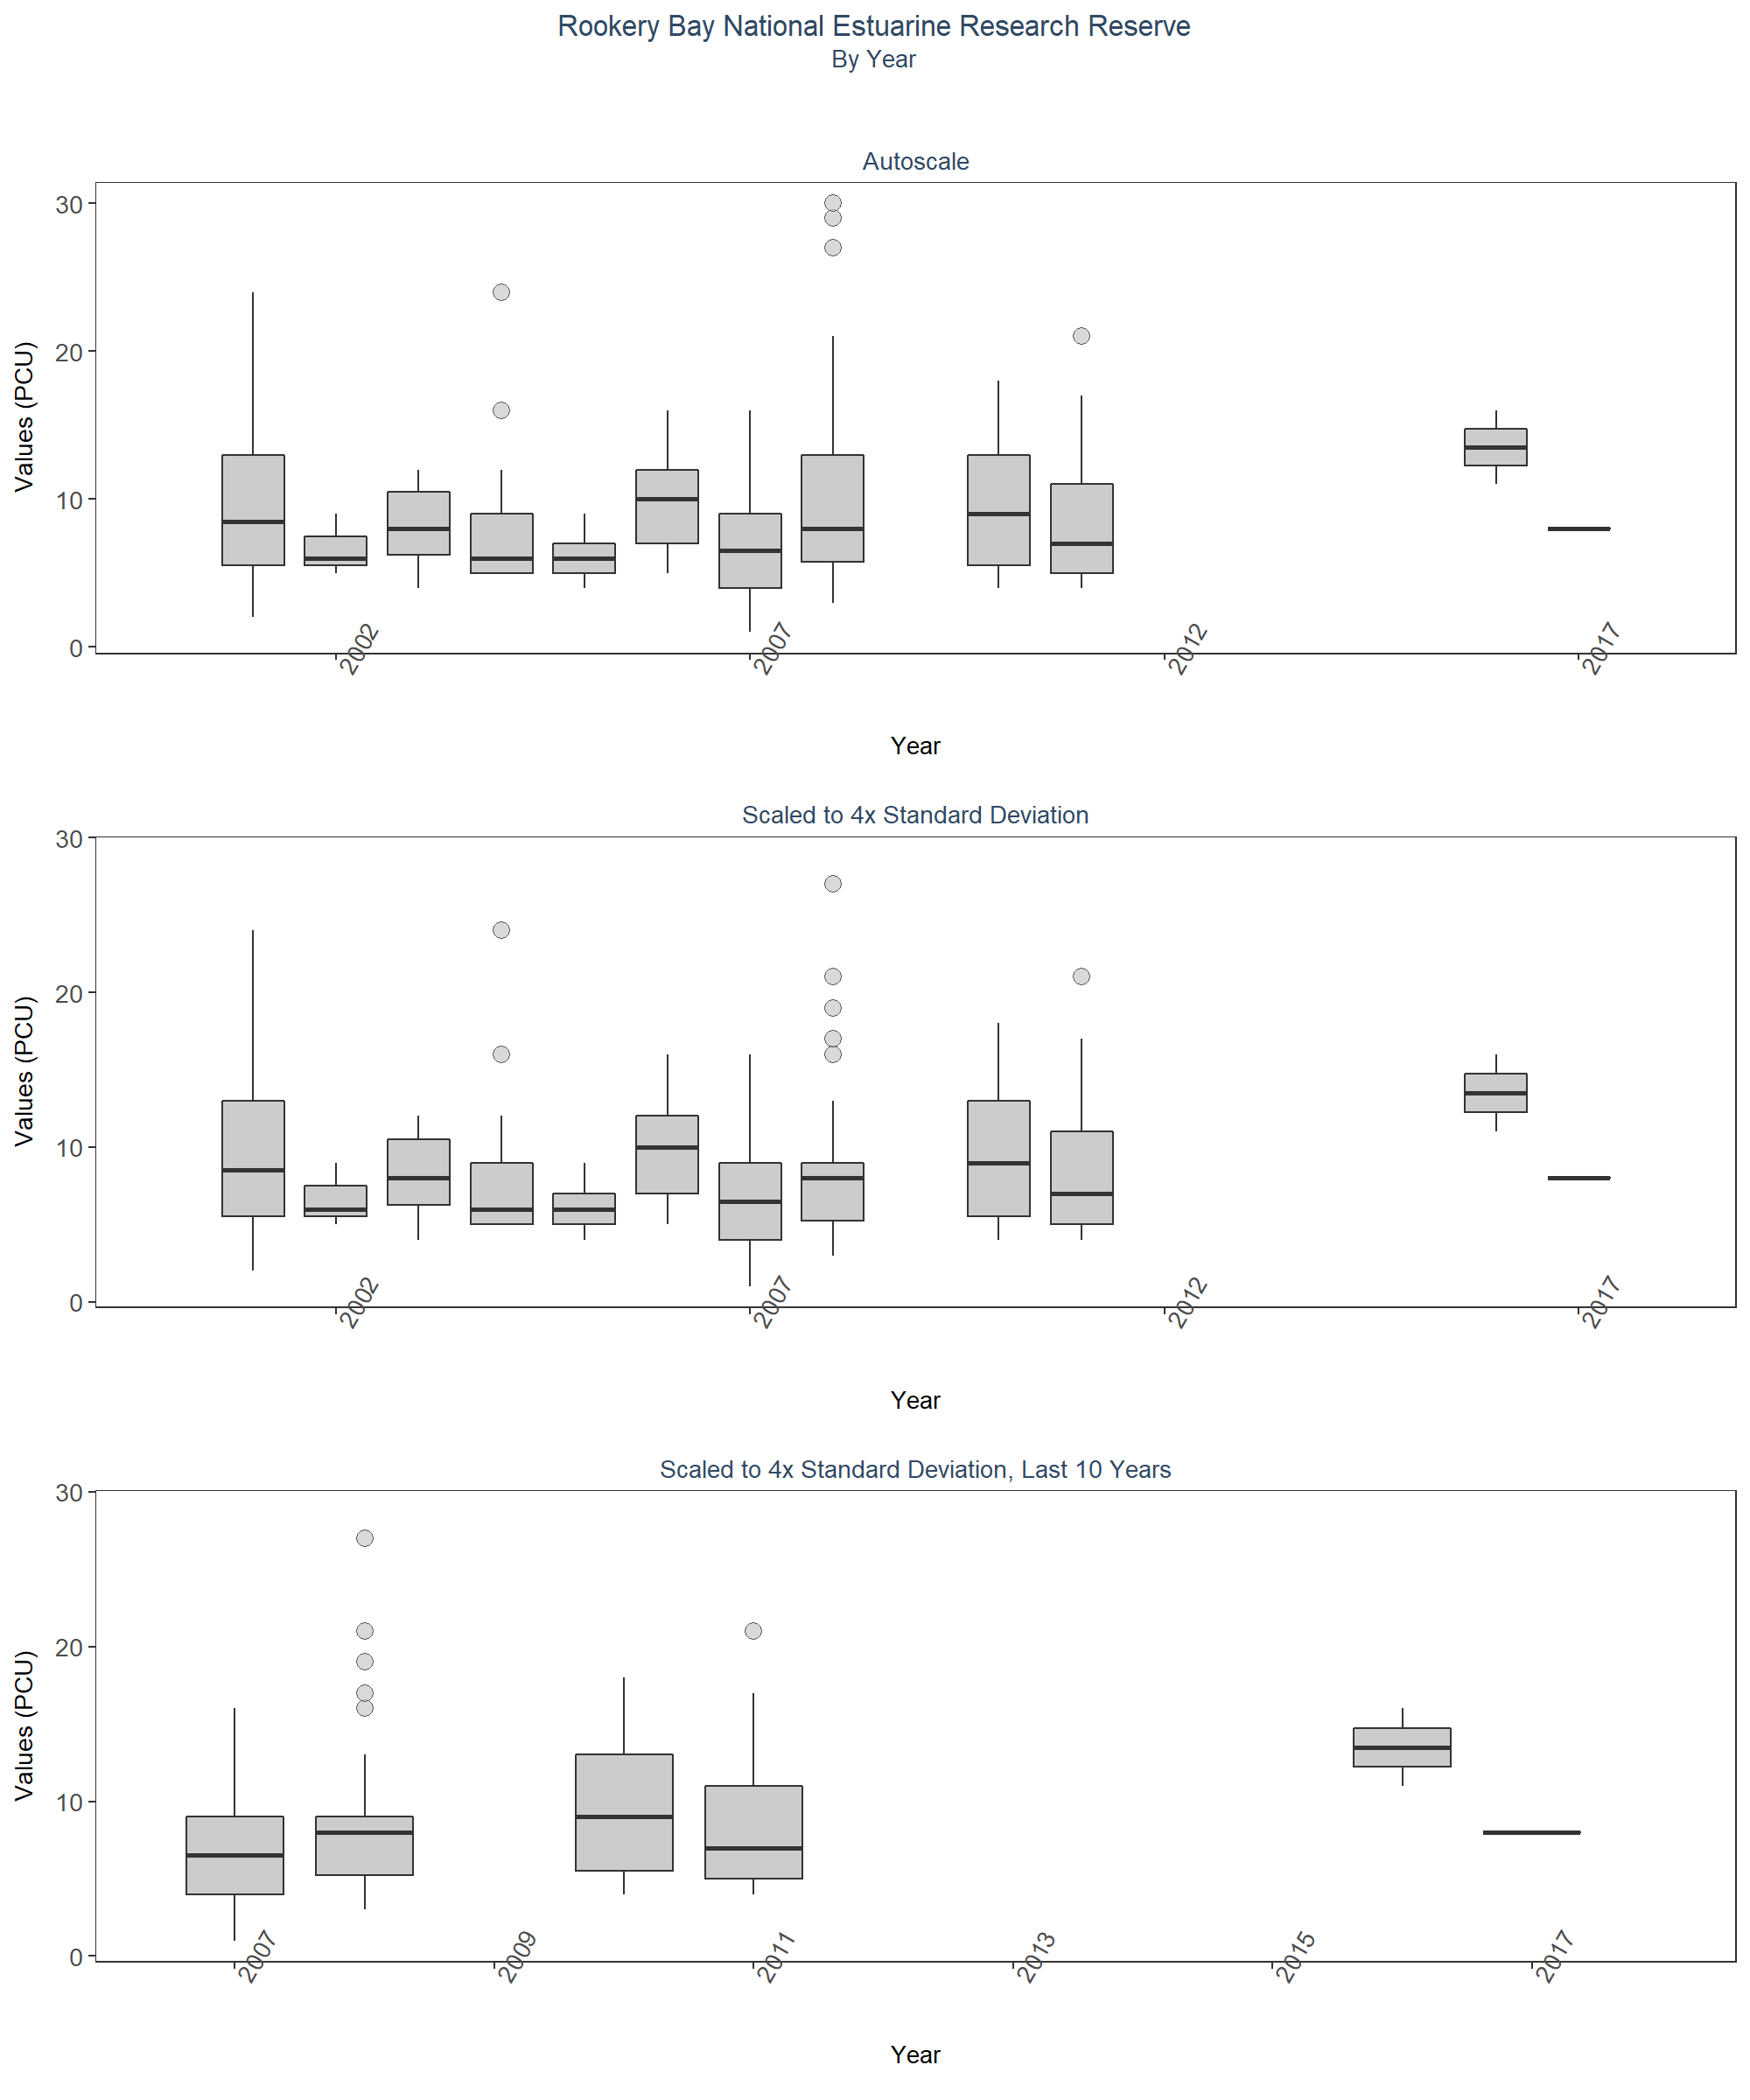 Rookery Bay National Estuarine Research Reserve
By Year
Autoscale
30
20
10
0
Values (PCU)
2002
2007
2012
2017
Year
Scaled to 4x Standard Deviation
30
20
10
0
Values (PCU)
2002
2007
2012
2017
Year
Scaled to 4x Standard Deviation, Last 10 Years
30
20
10
0
Values (PCU)
2007
2009
2011
2013
2015
2017
Year